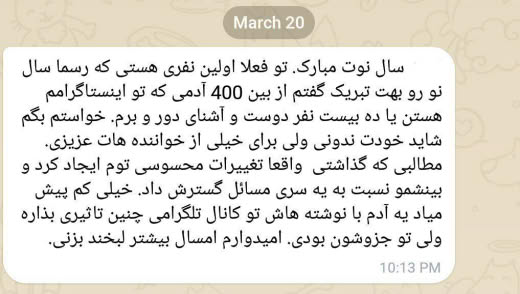 March 20
سال نوت مبارک. تو فعلا اولین نفری هستی که رسما سال
نو رو بهت تبریک گفتم از بین 400 آدمی که تو اینستاگرامم
هستن یا ده بیست نفر دوست و آشنای دور و برم. خواستم بگم
شاید خودت ندونی ولی برای خیلی از خواننده هات عزیزی.
مطالبی که گذاشتی واقعا تغییرات محسوسی توم ایجاد کرد و
بینشمو نسبت به یه سری مسائل گسترش داد. خیلی کم پیش
میاد یه آدم با نوشته هاش تو کانال تلگرامی چنین تاثیری بذاره
ولی تو جزوشون بودی. امیدوارم امسال بیشتر لبخند بزنی.
10:13 PM